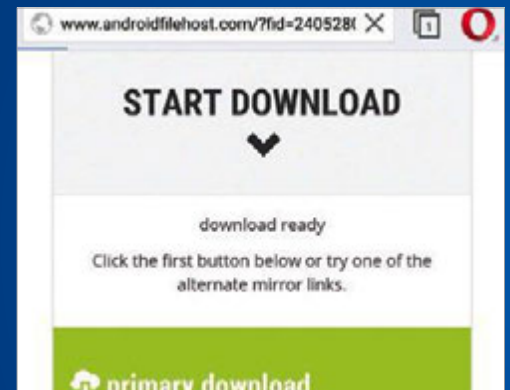 www.androidfilehost.com/?fid=240528(
1
START DOWNLOAD
download ready
Click the first button below or try one of the
alternate mirror links.
primary download